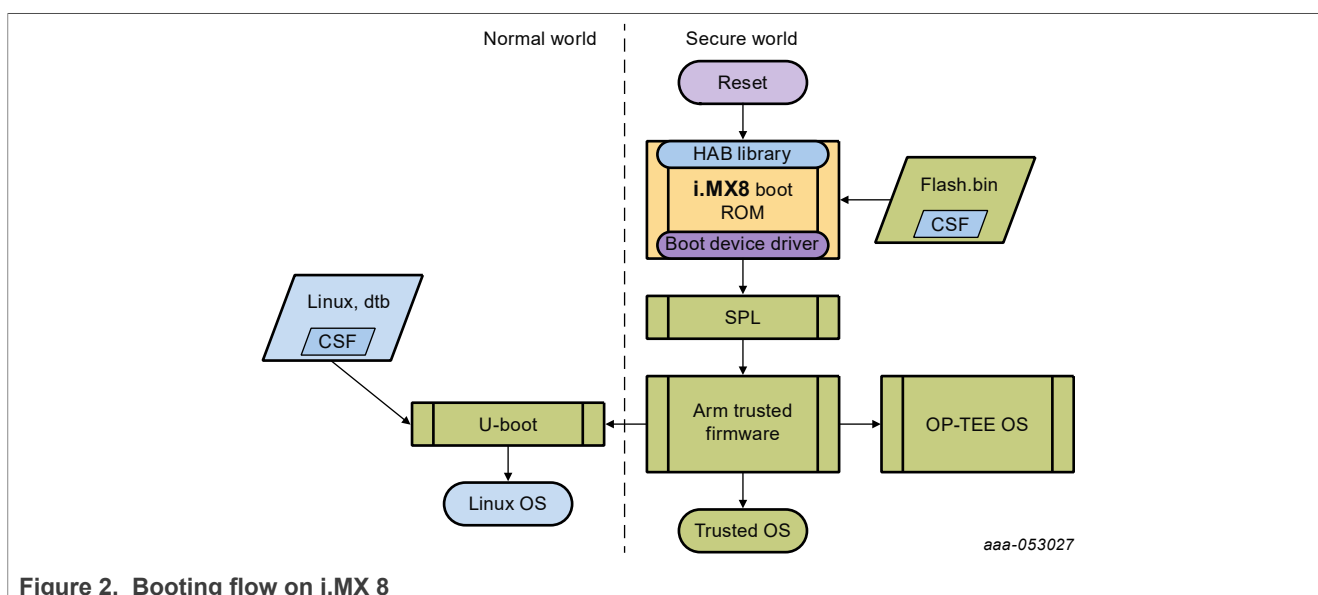 Normal world
Secure world
Reset
HAB library
i.MX8 boot
ROM
Boot device driver
Flash.bin
CSF
SPL
Linux, dtb
CSF
U-boot
Arm trusted
firmware
OP-TEE OS
Linux OS
Trusted OS
aaa-053027
Figure 2. Booting flow on i.MX 8